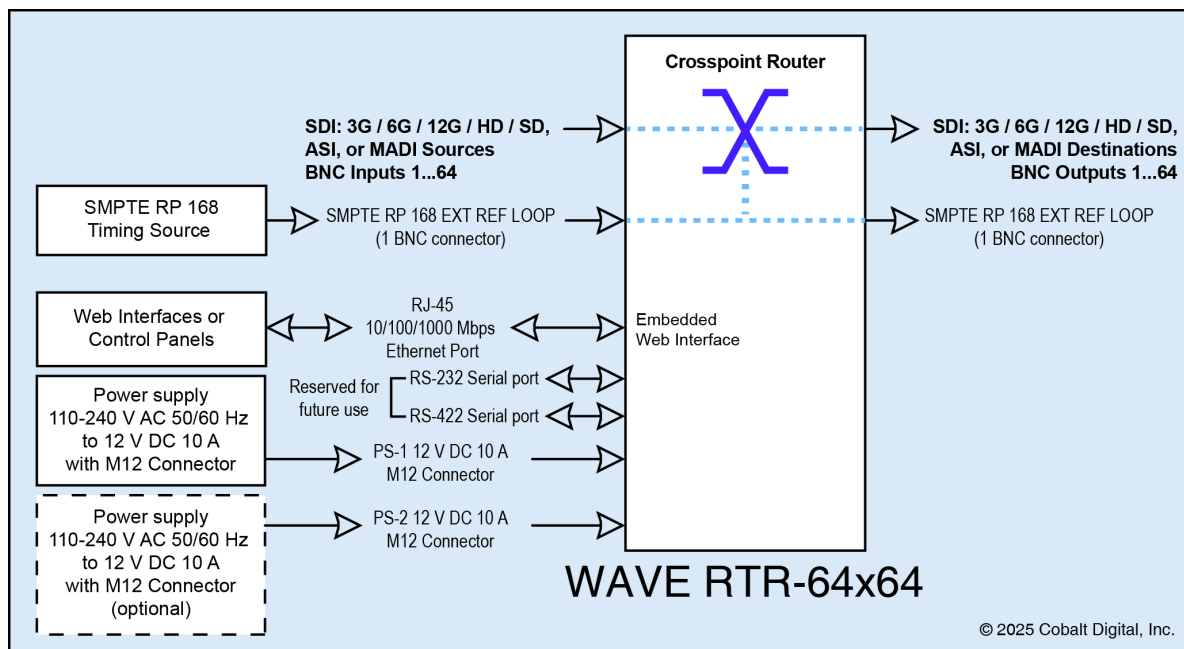 Crosspoint Router
SDI: 3G / 6G / 12G / HD / SD,
ASI, or MADI Sources
BNC Inputs 1...64
SDI: 3G / 6G / 12G / HD / SD,
ASI, or MADI Destinations
BNC Outputs 1...64
SMPTE RP 168
Timing Source
SMPTE RP 168 EXT REF LOOP
(1 BNC connector)
SMPTE RP 168 EXT REF LOOP
(1 BNC connector)
Web Interfaces or
Control Panels
RJ-45
10/100/1000 Mbps
Ethernet Port
Embedded
Web Interface
Reserved for
future use
RS-232 Serial port
RS-422 Serial port
Power supply
110-240 V AC 50/60 Hz
to 12 V DC 10 A
with M12 Connector
PS-1 12 V DC 10 A
M12 Connector
Power supply
110-240 V AC 50/60 Hz
to 12 V DC 10 A
with M12 Connector
(optional)
PS-2 12 V DC 10 A
M12 Connector
WAVE RTR-64x64
© 2025 Cobalt Digital, Inc.